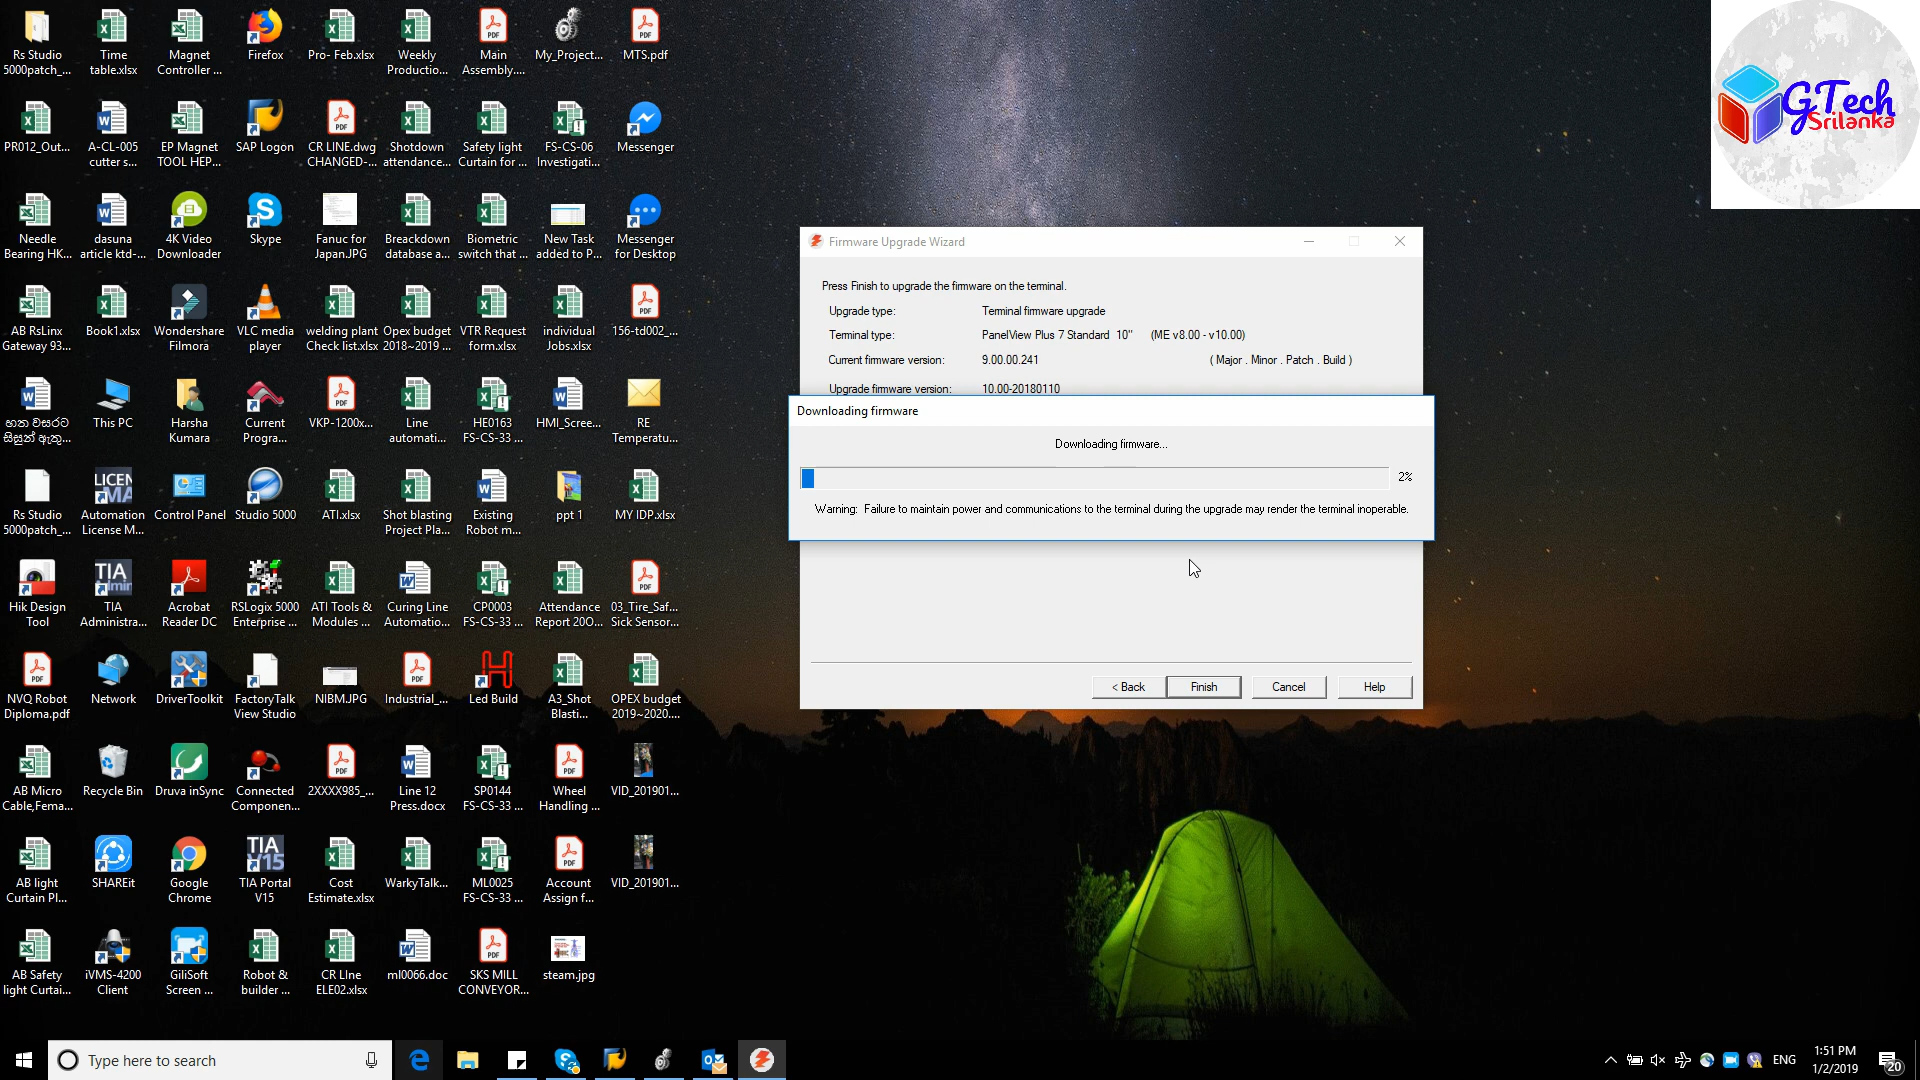 Rs Studio
5000patch_...
Time
table.xlsx
Magnet
Controller ...
Firefox
Pro- Feb.xlsx
Weekly
Productio...
Main
Assembly....
My_Project...
MTS.pdf
PR012_Out...
A-CL-005
cutter s...
EP Magnet
TOOL HEP...
SAP Logon
CR LINE.dwg
CHANGED-...
Shotdown
attendance...
Safety light
Curtain for ...
FS-CS-06
Investigati...
Messenger
Needle
Bearing HK...
dasuna
article ktd-...
4K Video
Downloader
Skype
Fanuc for
Japan.JPG
Breakdown
database a...
Biometric
switch that ...
New Task
added to P...
Messenger
for Desktop
AB RsLinx
Gateway 93...
Book1.xlsx
Wondershare
Filmora
VLC media
player
welding plant
Check list.xlsx
Opex budget
2018~2019 ...
VTR Request
form.xlsx
individual
Jobs.xlsx
156-td002_...
හත වසරට
සිසුන් ඇතු...
This PC
Harsha
Kumara
Current
Progra...
VKP-1200x...
Line
automati...
HE0163
FS-CS-33 ...
HMI_Scree...
RE
Temperatu...
Rs Studio
5000patch_...
Automation
License M...
Control Panel
Studio 5000
ATI.xlsx
Shot blasting
Project Pla...
Existing
Robot m...
ppt 1
MY IDP.xlsx
Hik Design
Tool
TIA
Administra...
Acrobat
Reader DC
RSLogix 5000
Enterprise ...
ATI Tools &
Modules ...
Curing Line
Automatio...
CP0003
FS-CS-33 ...
Attendance
Report 20O...
03_Tire_Saf...
Sick Sensor...
NVQ Robot
Diploma.pdf
Network
DriverToolkit
FactoryTalk
View Studio
NIBM.JPG
Industrial_...
Led Build
A3_Shot
Blasti...
OPEX budget
2019~2020....
AB Micro
Cable,Fema...
Recycle Bin
Druva inSync
Connected
Componen...
2XXXX985_...
Line 12
Press.docx
SP0144
FS-CS-33 ...
Wheel
Handling ...
VID_201901...
AB light
Curtain Pl...
SHAREit
Google
Chrome
TIA Portal
V15
Cost
Estimate.xlsx
WarkyTalk...
ML0025
FS-CS-33 ...
Account
Assign f...
VID_201901...
AB Safety
light Curtai...
iVMS-4200
Client
GiliSoft
Screen ...
Robot &
builder ...
CR LIne
ELE02.xlsx
ml0066.doc
SKS MILL
CONVEYOR...
steam.jpg
GTech
Srilanka
Firmware Upgrade Wizard
Press Finish to upgrade the firmware on the terminal.
Upgrade type: Terminal firmware upgrade
Terminal type: PanelView Plus 7 Standard 10" (ME v8.00 - v10.00)
Current firmware version: 9.00.00.241 ( Major . Minor . Patch . Build )
Upgrade firmware version: 10.00-20180110
Downloading firmware
Downloading firmware...
2%
Warning: Failure to maintain power and communications to the terminal during the upgrade may render the terminal inoperable.
< Back Finish Cancel Help
Type here to search
ENG
1:51 PM
1/2/2019
20